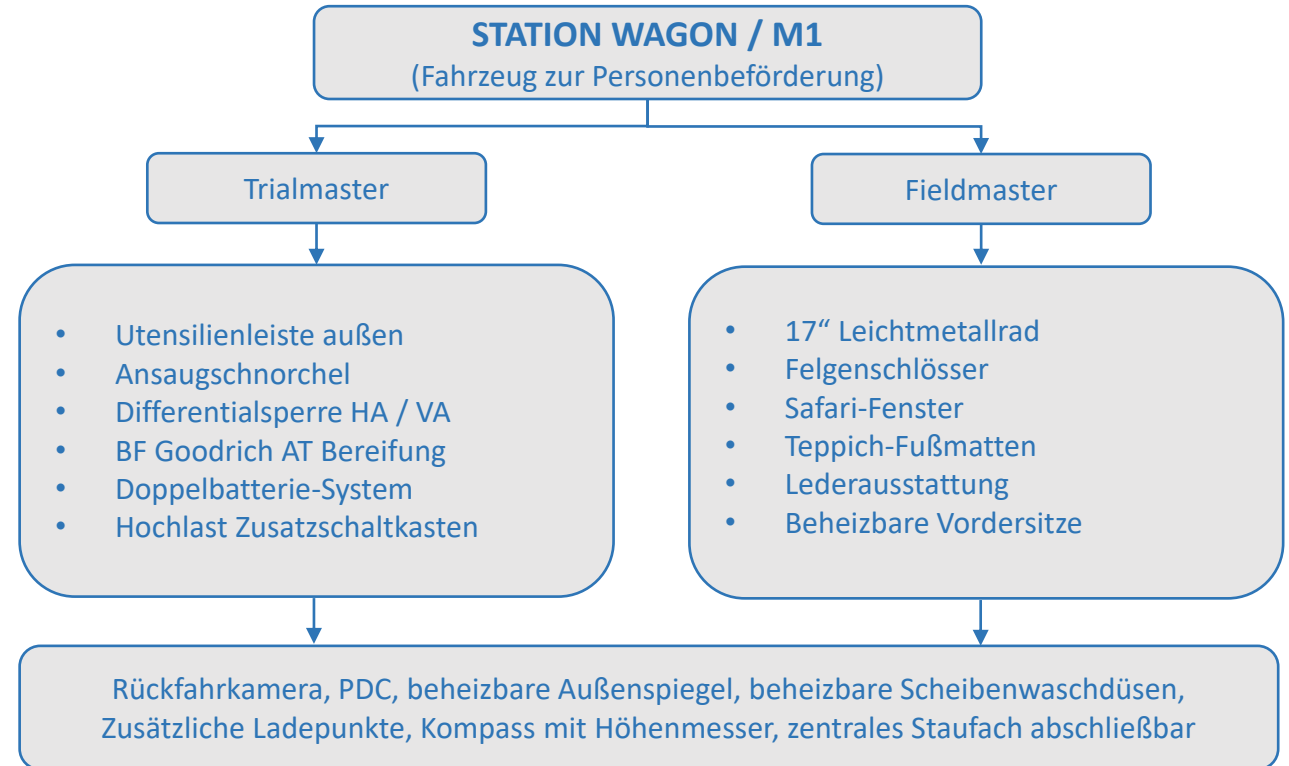 STATION WAGON / M1
(Fahrzeug zur Personenbeförderung)
Trialmaster
Fieldmaster
• Utensilienleiste außen
• Ansaugschnorchel
• Differentialsperre HA / VA
• BF Goodrich AT Bereifung
• Doppelbatterie-System
• Hochlast Zusatzschaltkasten
• 17“ Leichtmetallrad
• Felgenschlösser
• Safari-Fenster
• Teppich-Fußmatten
• Lederausstattung
• Beheizbare Vordersitze
Rückfahrkamera, PDC, beheizbare Außenspiegel, beheizbare Scheibenwaschdüsen,
Zusätzliche Ladepunkte, Kompass mit Höhenmesser, zentrales Staufach abschließbar